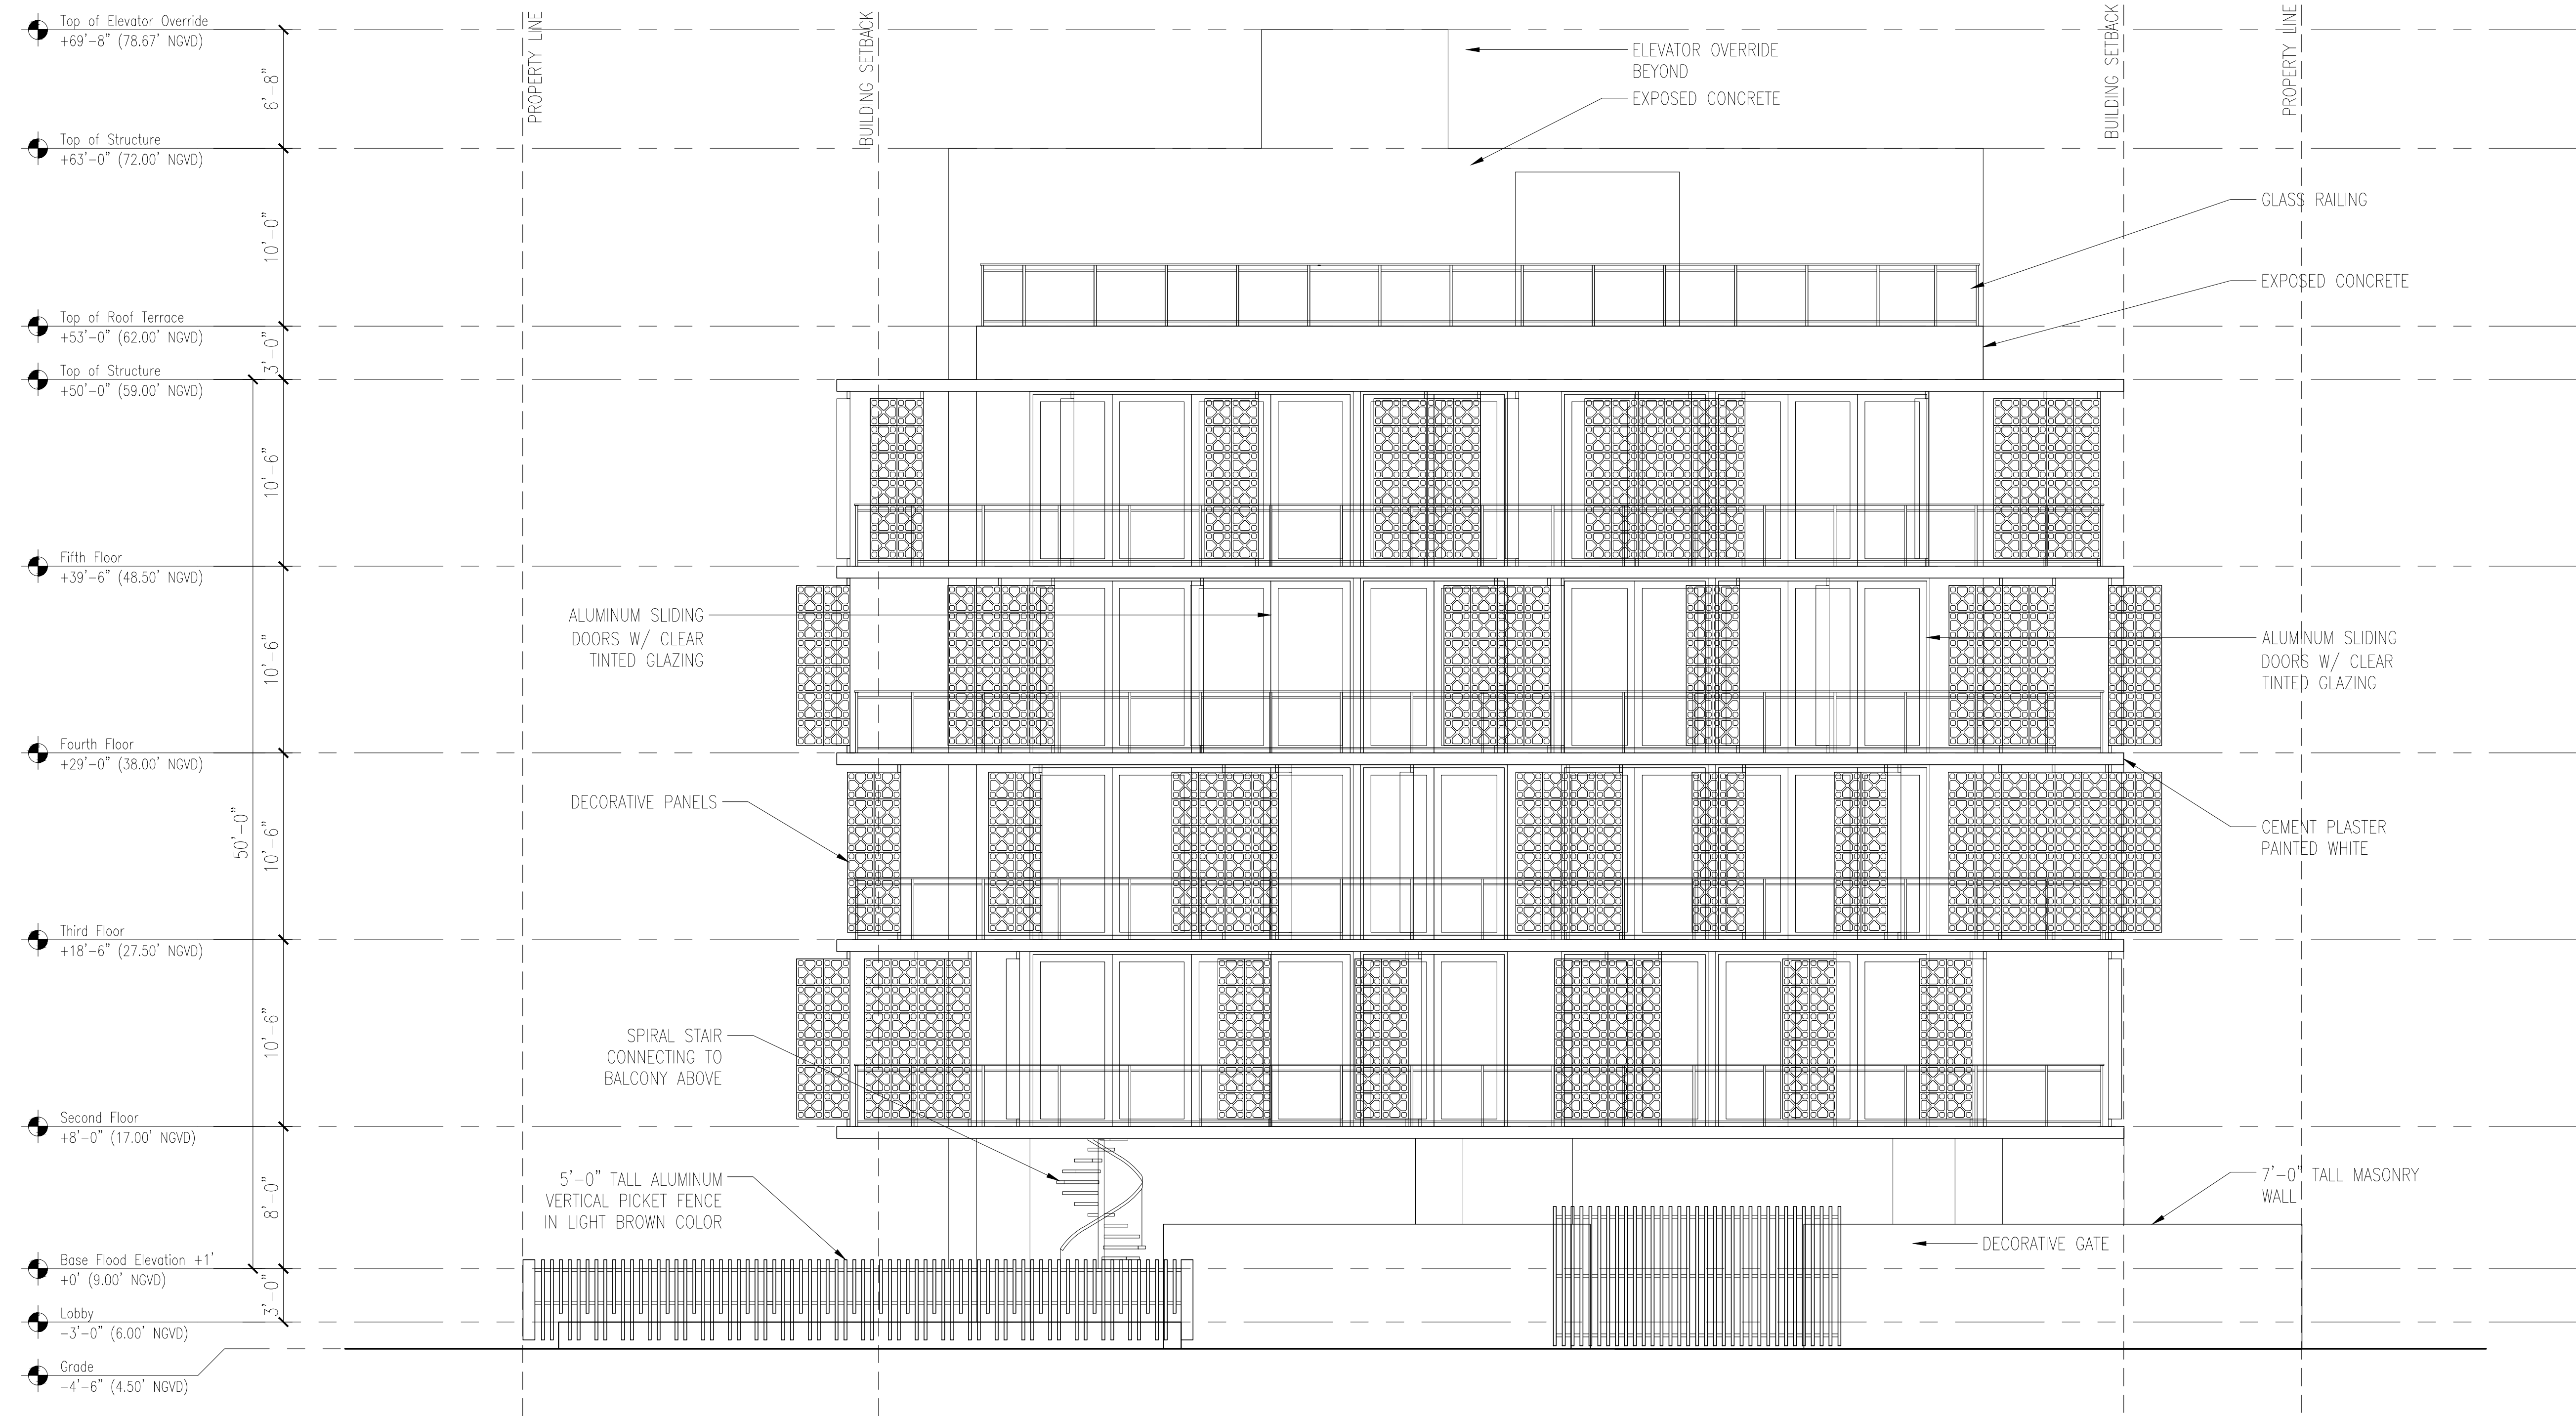 Top of Elevator Override
+69'-8" (78.67' NGVD)
6'-8"
Top of Structure
+63'-0" (72.00' NGVD)
10'-0"
Top of Roof Terrace
+53'-0" (62.00' NGVD)
3'-0"
Top of Structure
+50'-0" (59.00' NGVD)
10'-6"
Fifth Floor
+39'-6" (48.50' NGVD)
10'-6"
Fourth Floor
+29'-0" (38.00' NGVD)
50'-0"
10'-6"
Third Floor
+18'-6" (27.50' NGVD)
10'-6"
Second Floor
+8'-0" (17.00' NGVD)
8'-0"
Base Flood Elevation +1'
+0' (9.00' NGVD)
3'-0"
Lobby
-3'-0" (6.00' NGVD)
Grade
-4'-6" (4.50' NGVD)
PROPERTY LINE
BUILDING SETBACK
BUILDING SETBACK
PROPERTY LINE
ELEVATOR OVERRIDE
BEYOND
EXPOSED CONCRETE
GLASS RAILING
EXPOSED CONCRETE
ALUMINUM SLIDING
DOORS W/ CLEAR
TINTED GLAZING
ALUMINUM SLIDING
DOORS W/ CLEAR
TINTED GLAZING
DECORATIVE PANELS
CEMENT PLASTER
PAINTED WHITE
SPIRAL STAIR
CONNECTING TO
BALCONY ABOVE
5'-0" TALL ALUMINUM
VERTICAL PICKET FENCE
IN LIGHT BROWN COLOR
7'-0" TALL MASONRY
WALL
DECORATIVE GATE